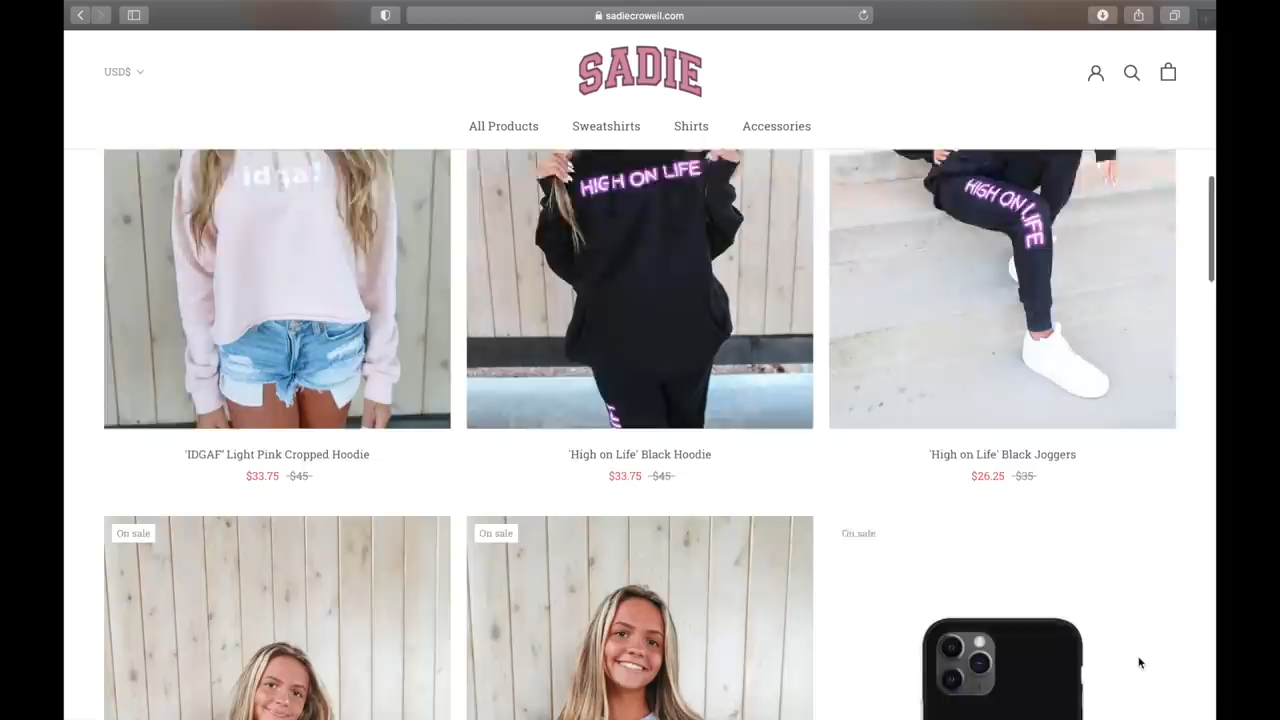 sadiecrowell.com
USD$
SADIE
All Products
Sweatshirts
Shirts
Accessories
idgaf
HIGH ON LIFE
HIGH ON LIFE
'IDGAF' Light Pink Cropped Hoodie
'High on Life' Black Hoodie
'High on Life' Black Joggers
$33.75 $45
$33.75 $45
$26.25 $35
On sale
On sale
On sale